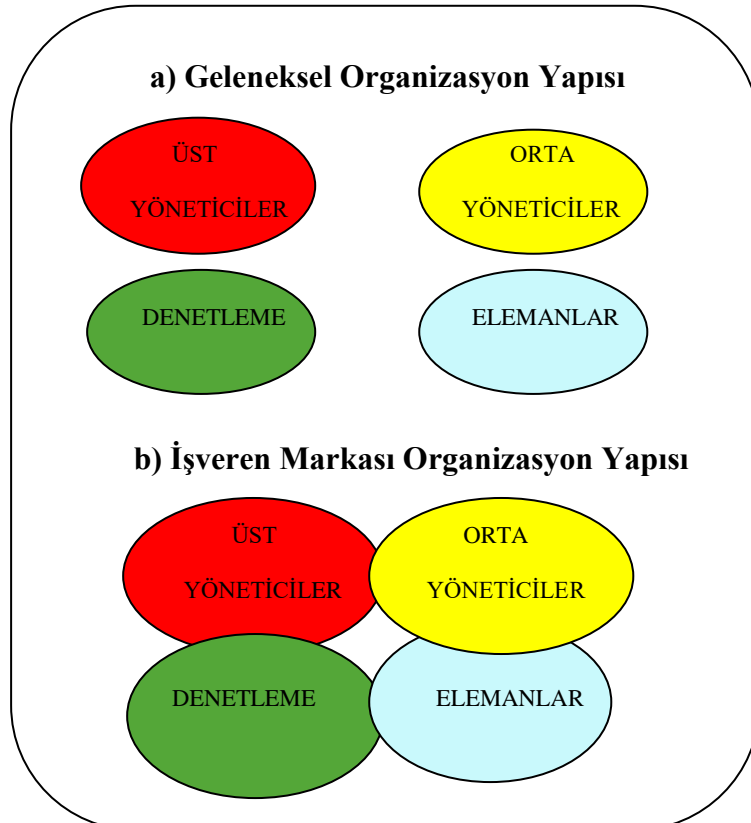 a) Geleneksel Organizasyon Yapısı
ÜST
YÖNETİCİLER
ORTA
YÖNETİCİLER
DENETLEME
ELEMANLAR
b) İşveren Markası Organizasyon Yapısı
ÜST
YÖNETİCİLER
ORTA
YÖNETİCİLER
DENETLEME
ELEMANLAR